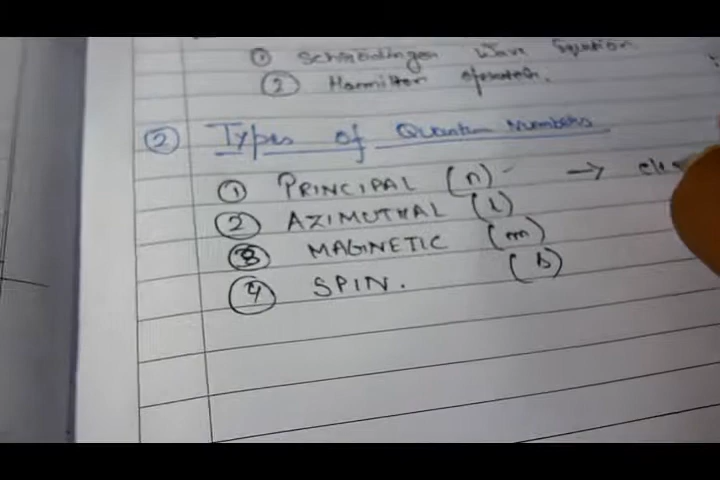 ① Schrödinger Wave Equation
② Hamilton operator.
② Types of Quantum Numbers
① PRINCIPAL (n) - →
② AZIMUTHAL (l)
③ MAGNETIC (m)
④ SPIN. (s)